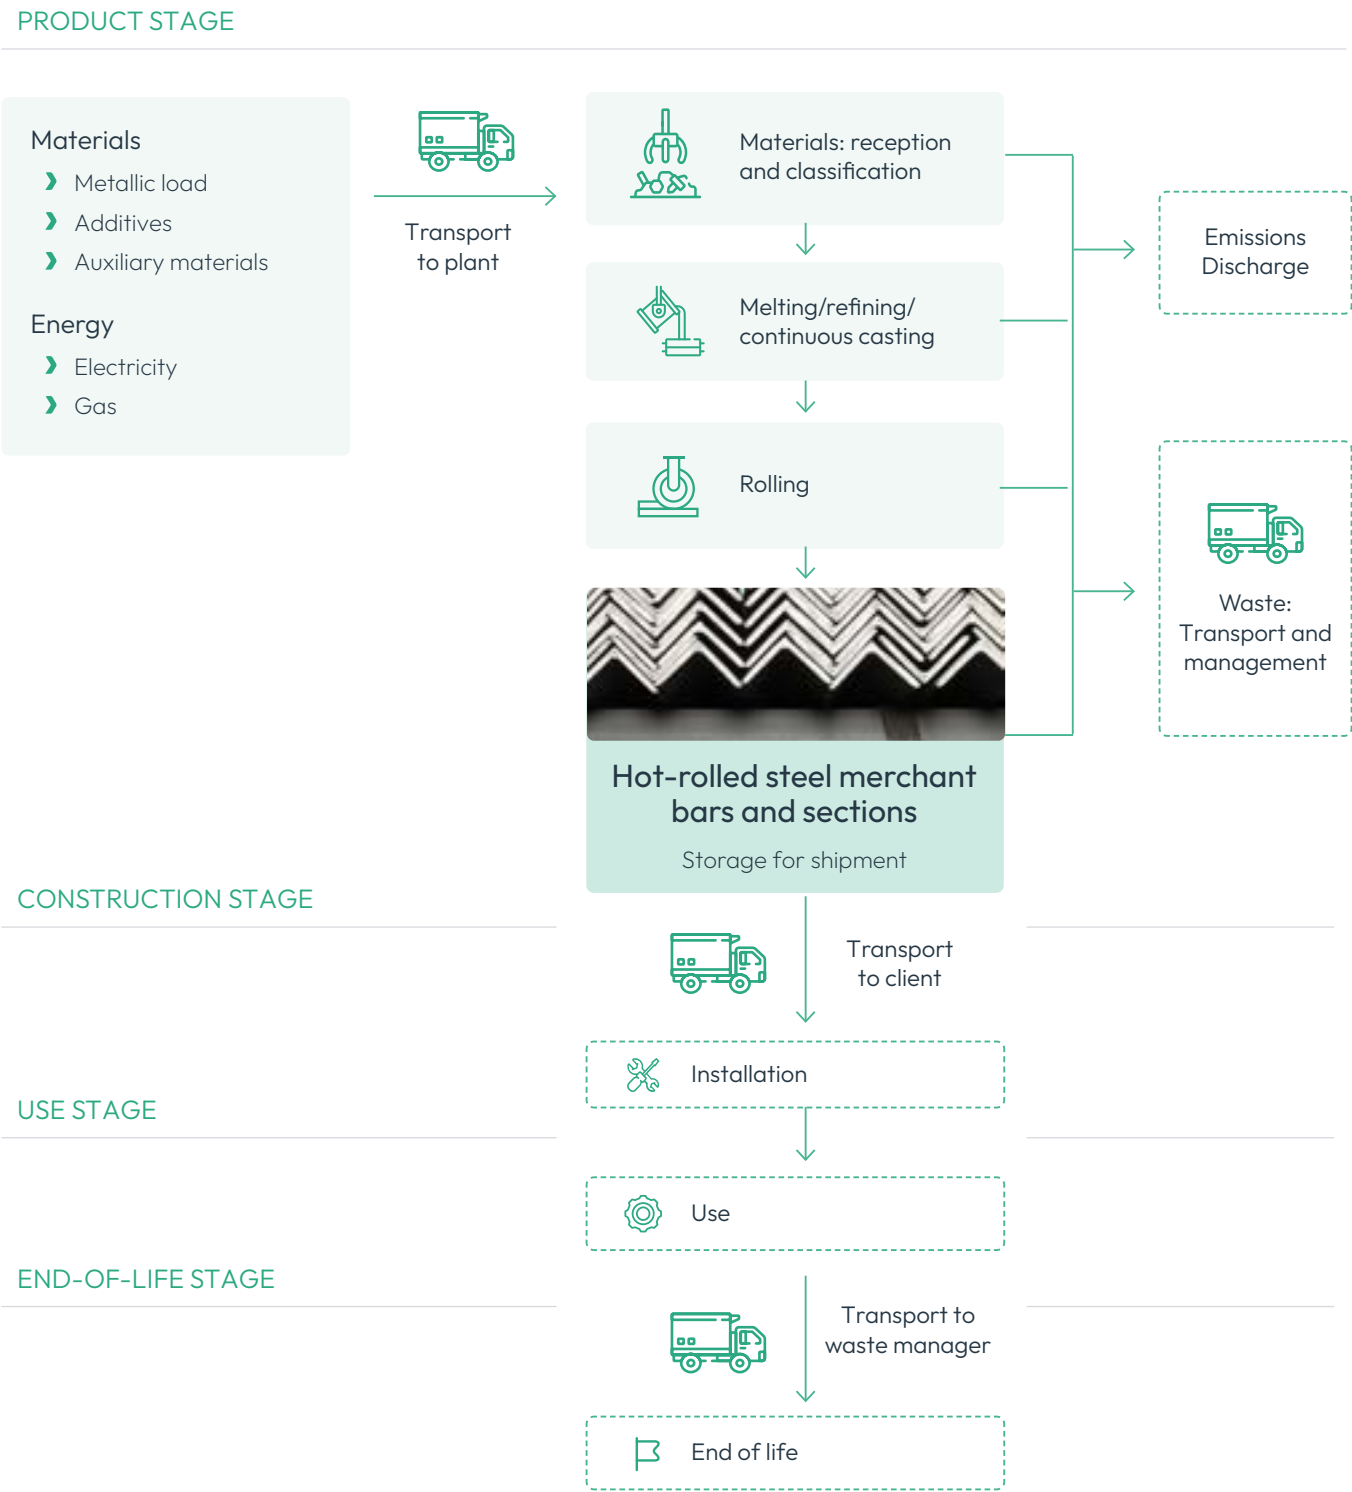 PRODUCT STAGE
Materials
Metallic load
Additives
Auxiliary materials
Energy
Electricity
Gas
Transport
to plant
Materials: reception
and classification
Melting/refining/
continuous casting
Rolling
Emissions
Discharge
Waste:
Transport and
management
Hot-rolled steel merchant
bars and sections
Storage for shipment
CONSTRUCTION STAGE
Transport
to client
Installation
USE STAGE
Use
END-OF-LIFE STAGE
Transport to
waste manager
End of life